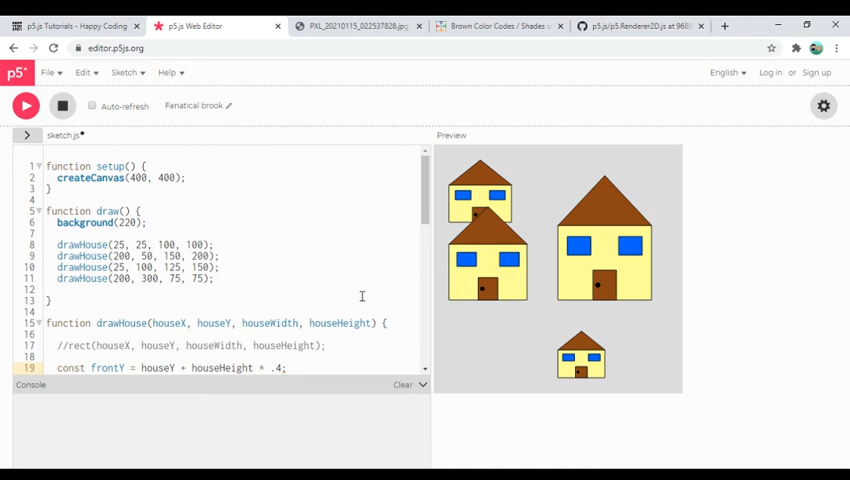 p5.js Tutorials - Happy Coding
p5.js Web Editor
PXL_20210115_022537828.jpg
Brown Color Codes / Shades o
p5.js/p5.Renderer2D.js at 9688
editor.p5js.org
p5* File Edit Sketch Help English Log in or Sign up
Auto-refresh Fanatical brook
sketch.js Preview
1 function setup() {
2 createCanvas(400, 400);
3 }
4
5 function draw() {
6 background(220);
7
8 drawHouse(25, 25, 100, 100);
9 drawHouse(200, 50, 150, 200);
10 drawHouse(25, 100, 125, 150);
11 drawHouse(200, 300, 75, 75);
12
13 }
14
15 function drawHouse(houseX, houseY, houseWidth, houseHeight) {
16
17 //rect(houseX, houseY, houseWidth, houseHeight);
18
19 const frontY = houseY + houseHeight * .4;
Console Clear